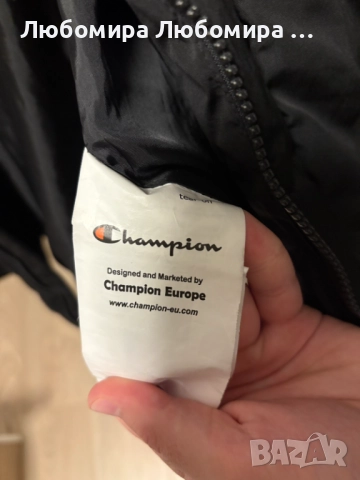 Любомира Любомира ...
Champion
Designed and Marketed by
Champion Europe
www.champion-eu.com
BAZAR